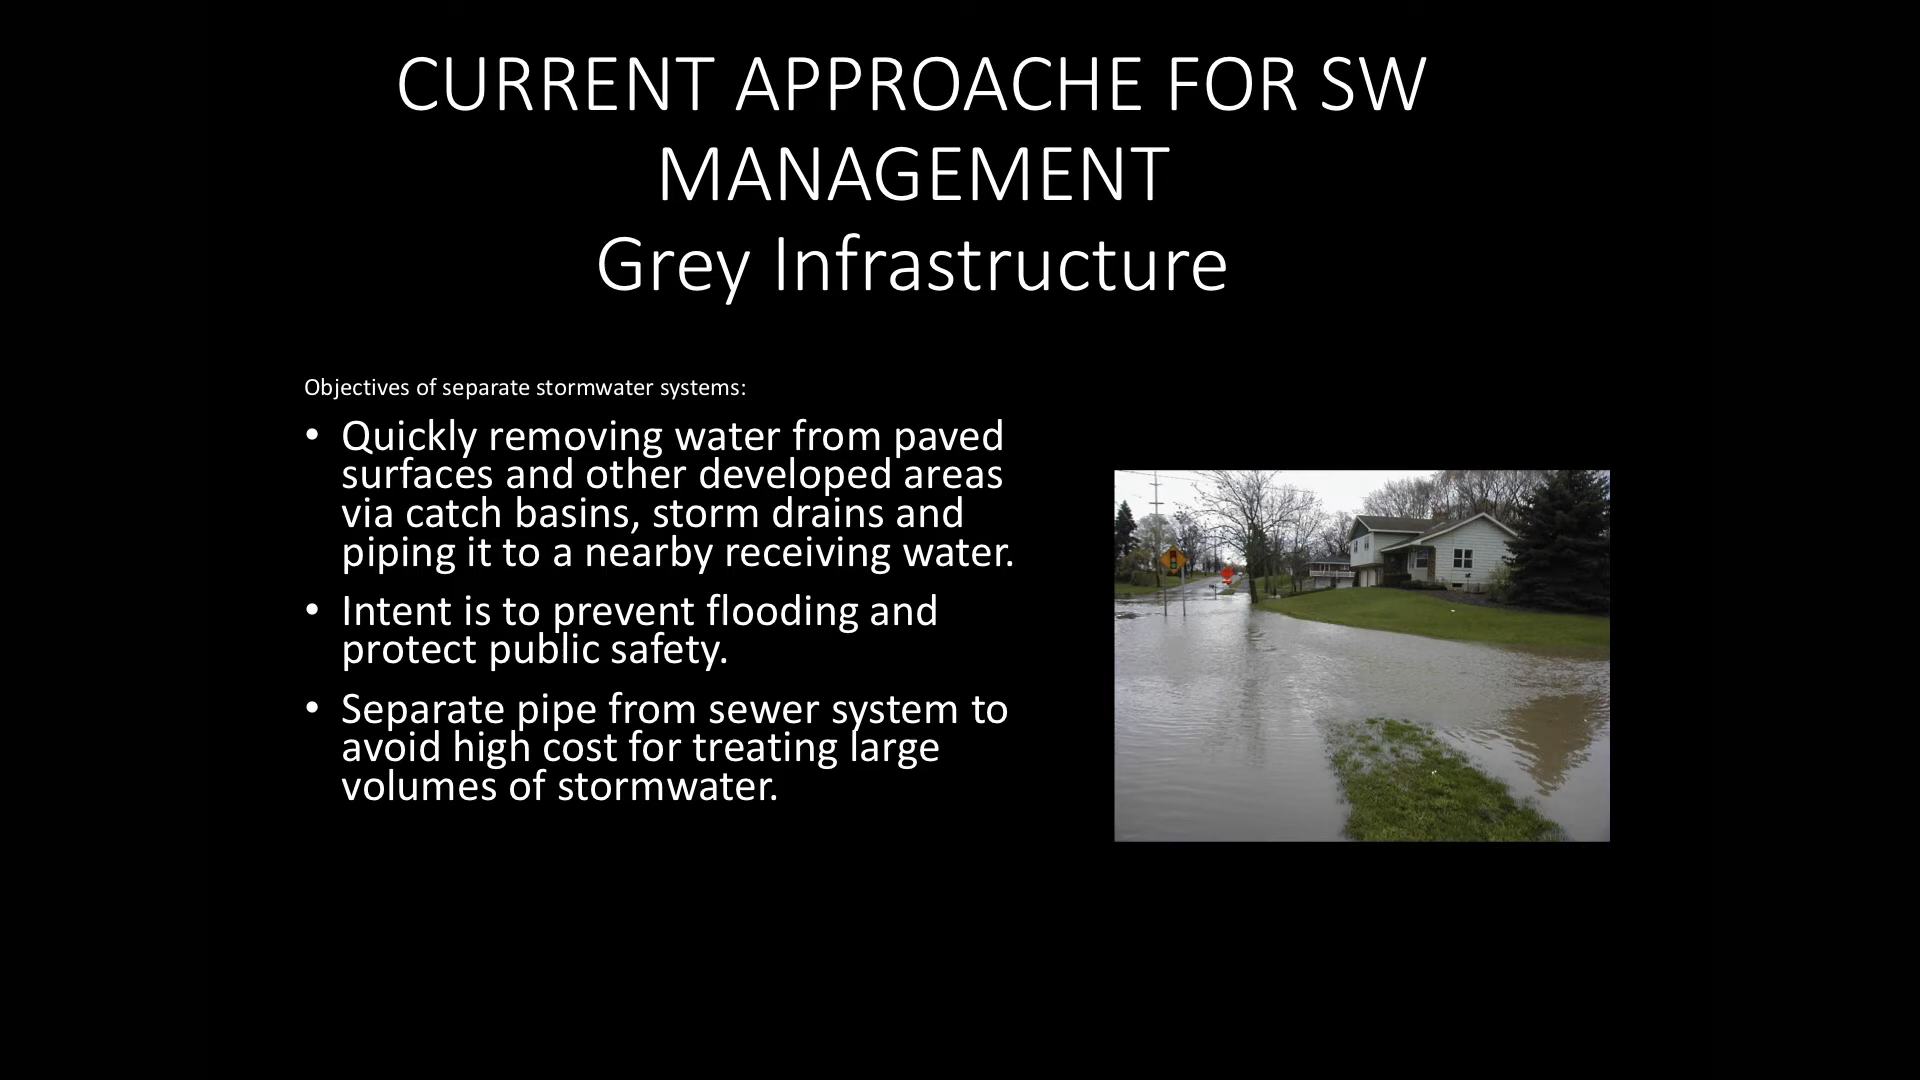 CURRENT APPROACHE FOR SW
MANAGEMENT
Grey Infrastructure
Objectives of separate stormwater systems:
• Quickly removing water from paved
surfaces and other developed areas
via catch basins, storm drains and
piping it to a nearby receiving water.
• Intent is to prevent flooding and
protect public safety.
• Separate pipe from sewer system to
avoid high cost for treating large
volumes of stormwater.